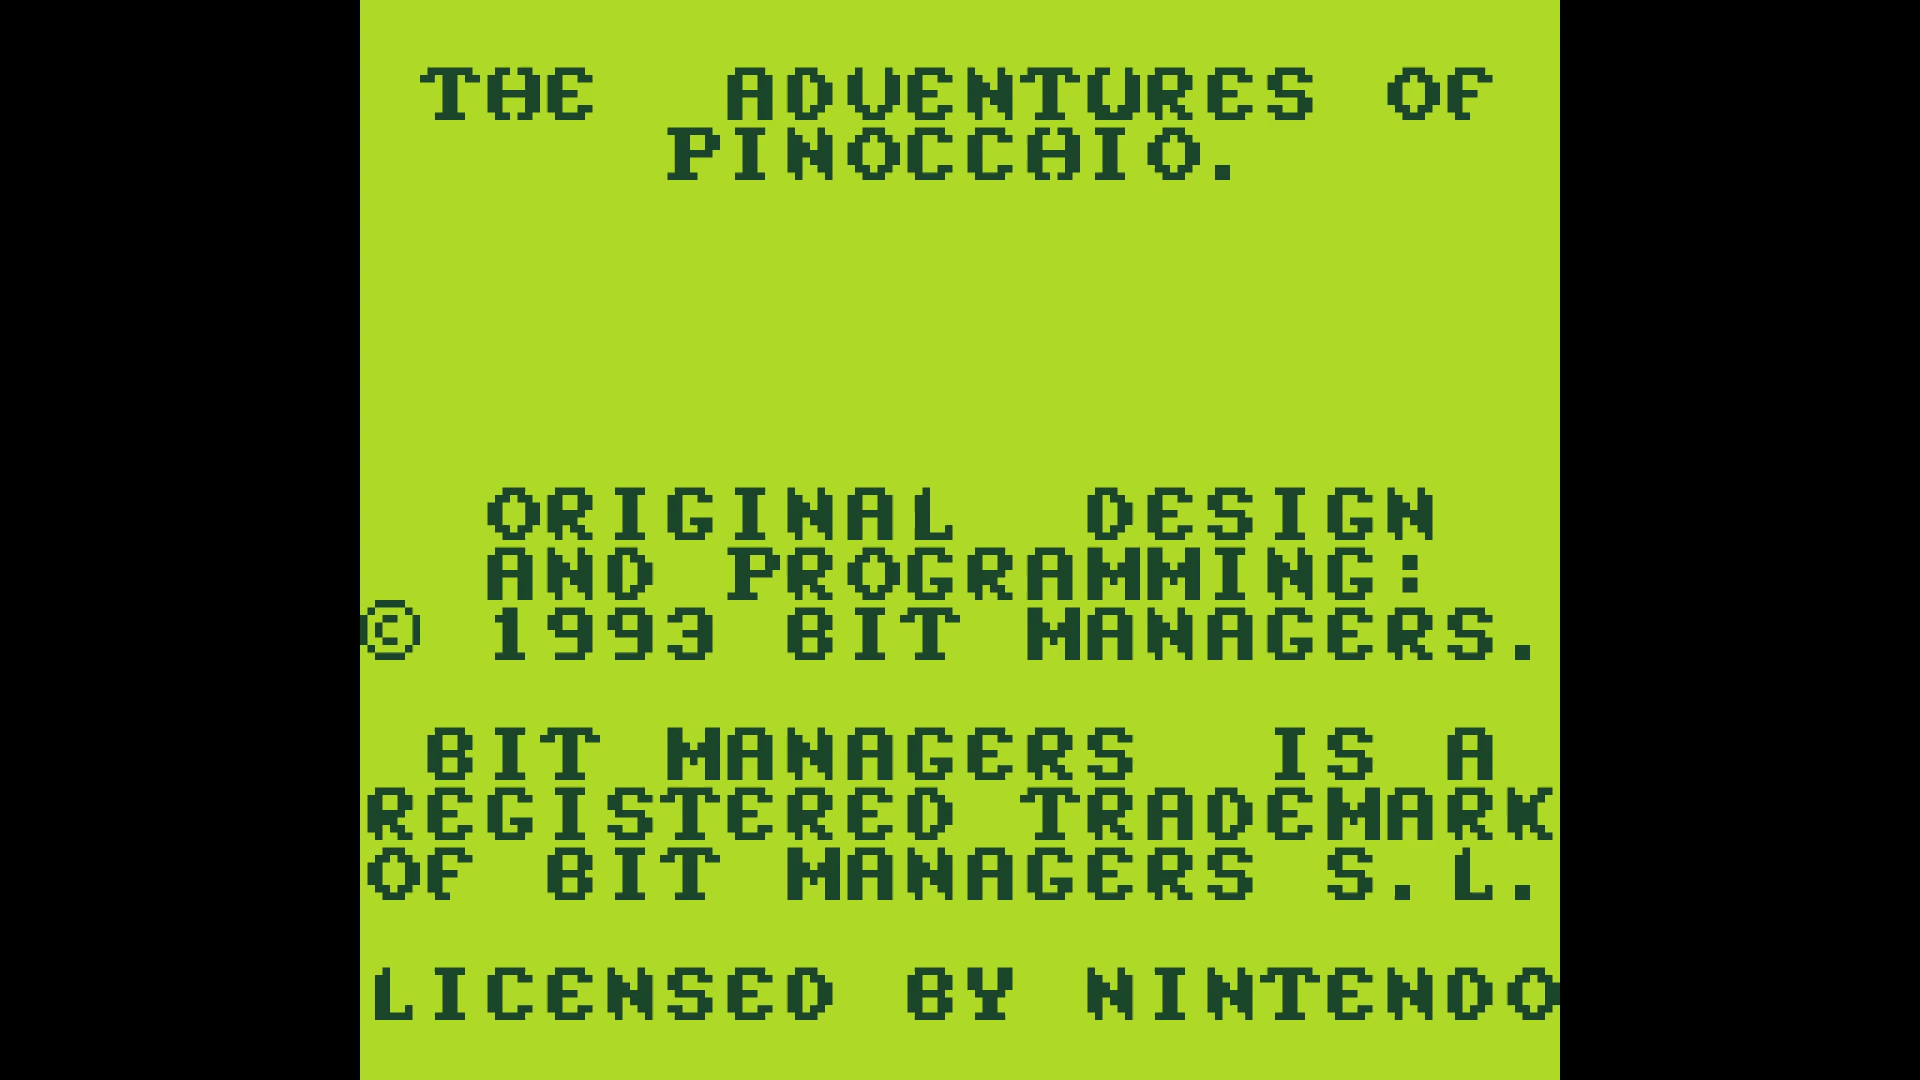 THE ADVENTURES OF
PINOCCHIO.
ORIGINAL DESIGN
AND PROGRAMMING:
© 1993 BIT MANAGERS.
BIT MANAGERS IS A
REGISTERED TRADEMARK
OF BIT MANAGERS S.L.
LICENSED BY NINTENDO